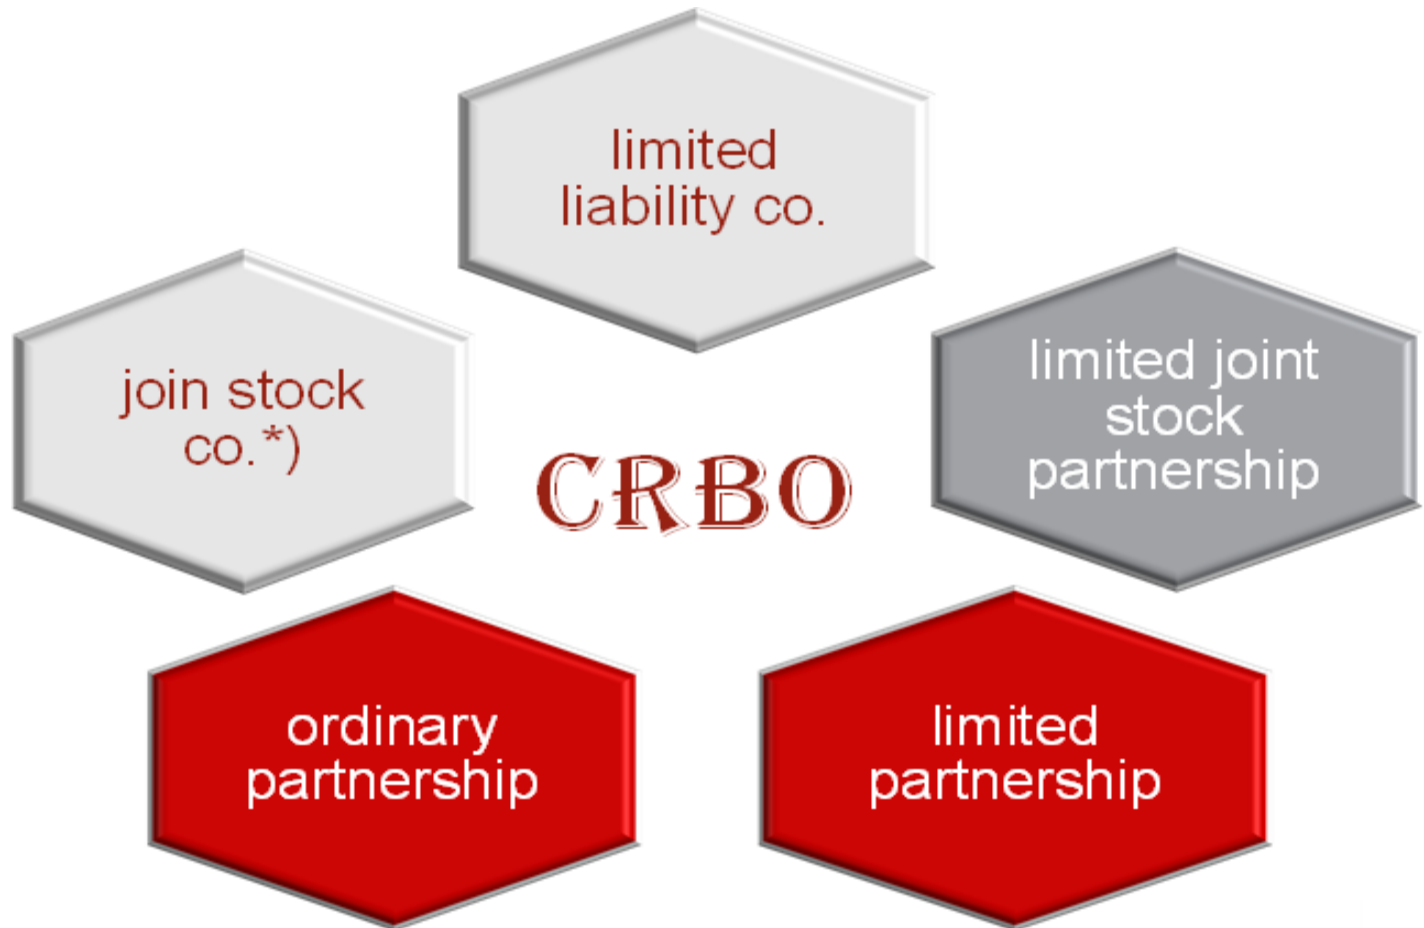 limited
liability co.
join stock
co.*)
limited joint
stock
partnership
CRBO
ordinary
partnership
limited
partnership